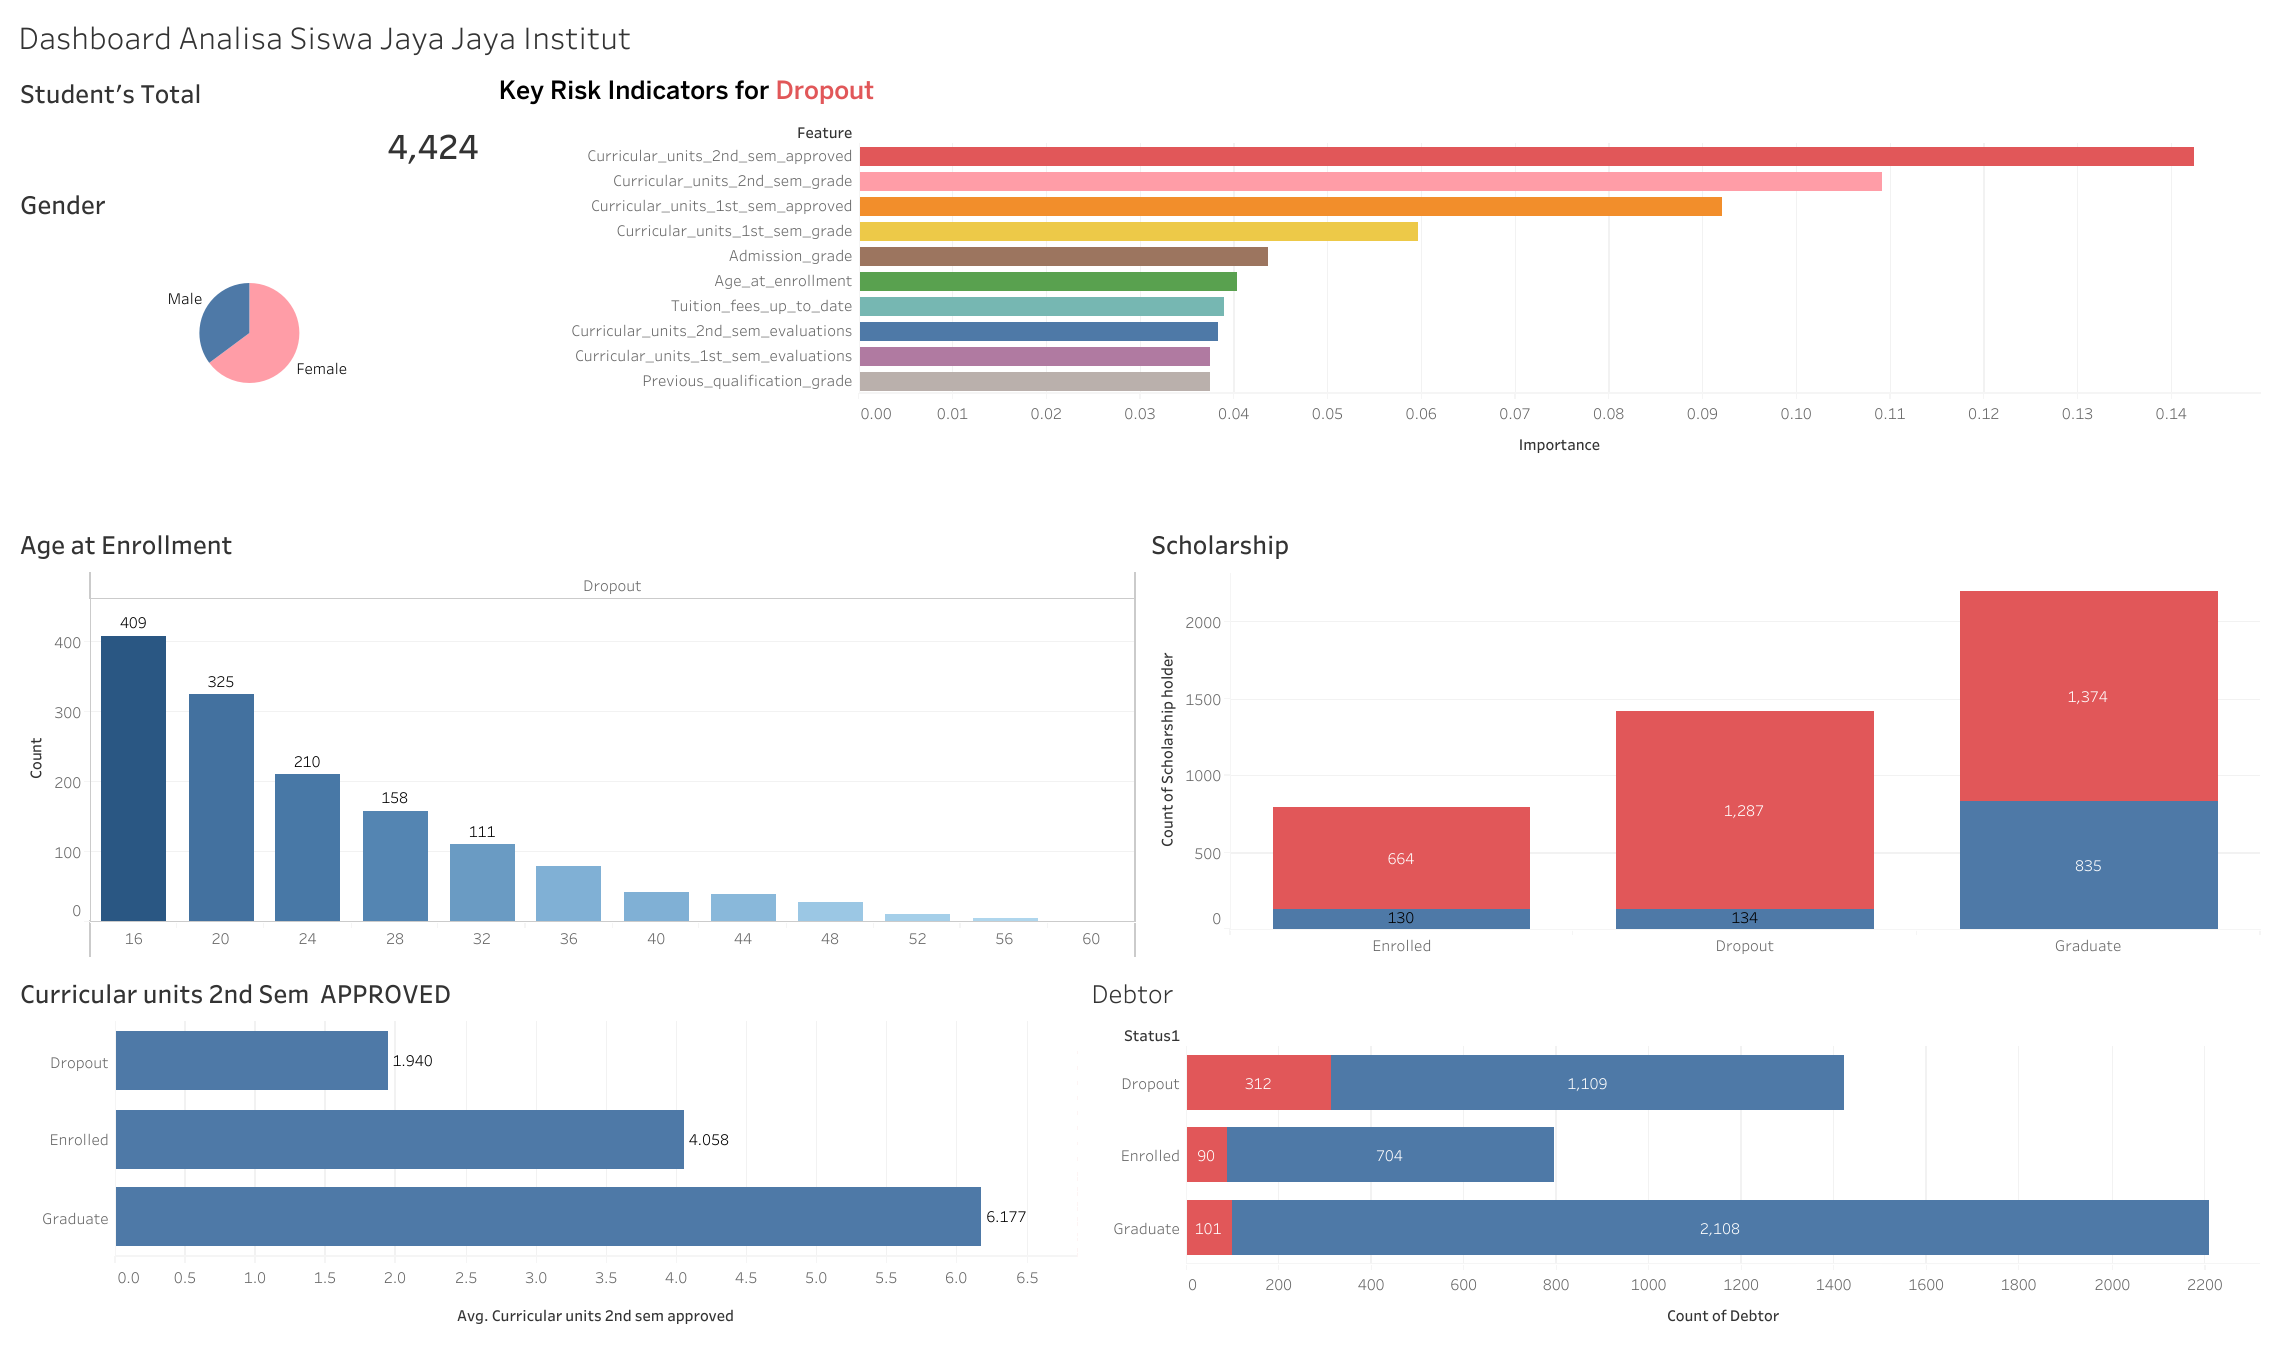 Dashboard Analisa Siswa Jaya Jaya Institut
Student's Total
4,424
Gender
Male
Female
Key Risk Indicators for Dropout
Feature
Curricular_units_2nd_sem_approved
Curricular_units_2nd_sem_grade
Curricular_units_1st_sem_approved
Curricular_units_1st_sem_grade
Admission_grade
Age_at_enrollment
Tuition_fees_up_to_date
Curricular_units_2nd_sem_evaluations
Curricular_units_1st_sem_evaluations
Previous_qualification_grade
0.00 0.01 0.02 0.03 0.04 0.05 0.06 0.07 0.08 0.09 0.10 0.11 0.12 0.13 0.14
Importance
Age at Enrollment
Dropout
Count
400
300
200
100
0
409
325
210
158
111
16 20 24 28 32 36 40 44 48 52 56 60
Scholarship
Count of Scholarship holder
2000
1500
1000
500
0
664
130
1,287
134
1,374
835
Enrolled Dropout Graduate
Curricular units 2nd Sem  APPROVED
Dropout 1.940
Enrolled 4.058
Graduate 6.177
0.0 0.5 1.0 1.5 2.0 2.5 3.0 3.5 4.0 4.5 5.0 5.5 6.0 6.5
Avg. Curricular units 2nd sem approved
Debtor
Status1
Dropout 312 1,109
Enrolled 90 704
Graduate 101 2,108
0 200 400 600 800 1000 1200 1400 1600 1800 2000 2200
Count of Debtor